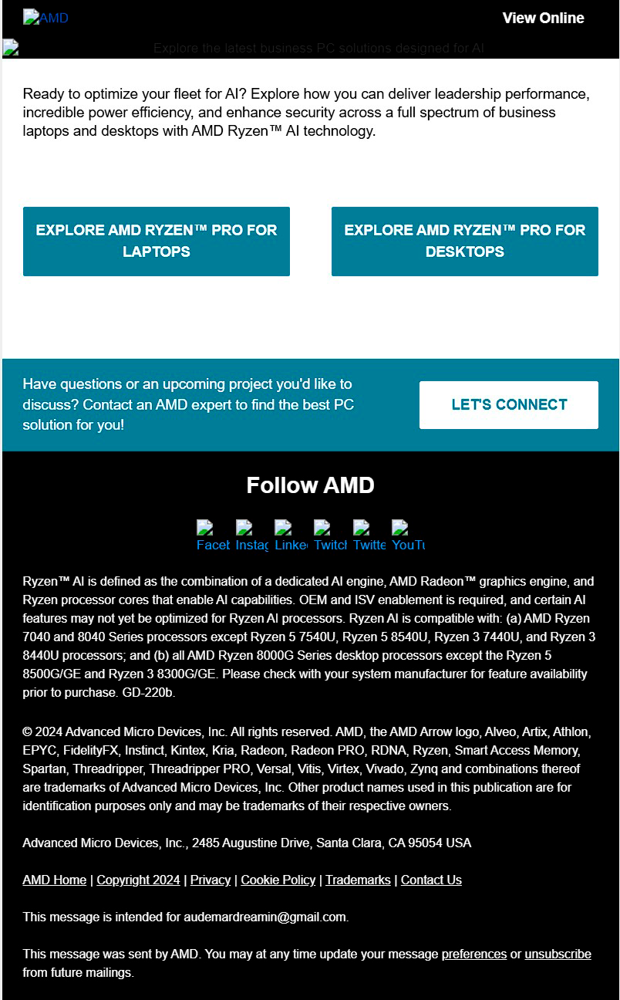 AMD
View Online
Explore the latest business PC solutions designed for AI
Ready to optimize your fleet for AI? Explore how you can deliver leadership performance,
incredible power efficiency, and enhance security across a full spectrum of business
laptops and desktops with AMD Ryzen™ AI technology.
EXPLORE AMD RYZEN™ PRO FOR
LAPTOPS
EXPLORE AMD RYZEN™ PRO FOR
DESKTOPS
Have questions or an upcoming project you'd like to
discuss? Contact an AMD expert to find the best PC
solution for you!
LET'S CONNECT
Follow AMD
Faceb Instag Linked Twitch Twitte YouTu
Ryzen™ AI is defined as the combination of a dedicated AI engine, AMD Radeon™ graphics engine, and
Ryzen processor cores that enable AI capabilities. OEM and ISV enablement is required, and certain AI
features may not yet be optimized for Ryzen AI processors. Ryzen AI is compatible with: (a) AMD Ryzen
7040 and 8040 Series processors except Ryzen 5 7540U, Ryzen 5 8540U, Ryzen 3 7440U, and Ryzen 3
8440U processors; and (b) all AMD Ryzen 8000G Series desktop processors except the Ryzen 5
8500G/GE and Ryzen 3 8300G/GE. Please check with your system manufacturer for feature availability
prior to purchase. GD-220b.
© 2024 Advanced Micro Devices, Inc. All rights reserved. AMD, the AMD Arrow logo, Alveo, Artix, Athlon,
EPYC, FidelityFX, Instinct, Kintex, Kria, Radeon, Radeon PRO, RDNA, Ryzen, Smart Access Memory,
Spartan, Threadripper, Threadripper PRO, Versal, Vitis, Virtex, Vivado, Zynq and combinations thereof
are trademarks of Advanced Micro Devices, Inc. Other product names used in this publication are for
identification purposes only and may be trademarks of their respective owners.
Advanced Micro Devices, Inc., 2485 Augustine Drive, Santa Clara, CA 95054 USA
AMD Home | Copyright 2024 | Privacy | Cookie Policy | Trademarks | Contact Us
This message is intended for audemardreamin@gmail.com.
This message was sent by AMD. You may at any time update your message preferences or unsubscribe
from future mailings.